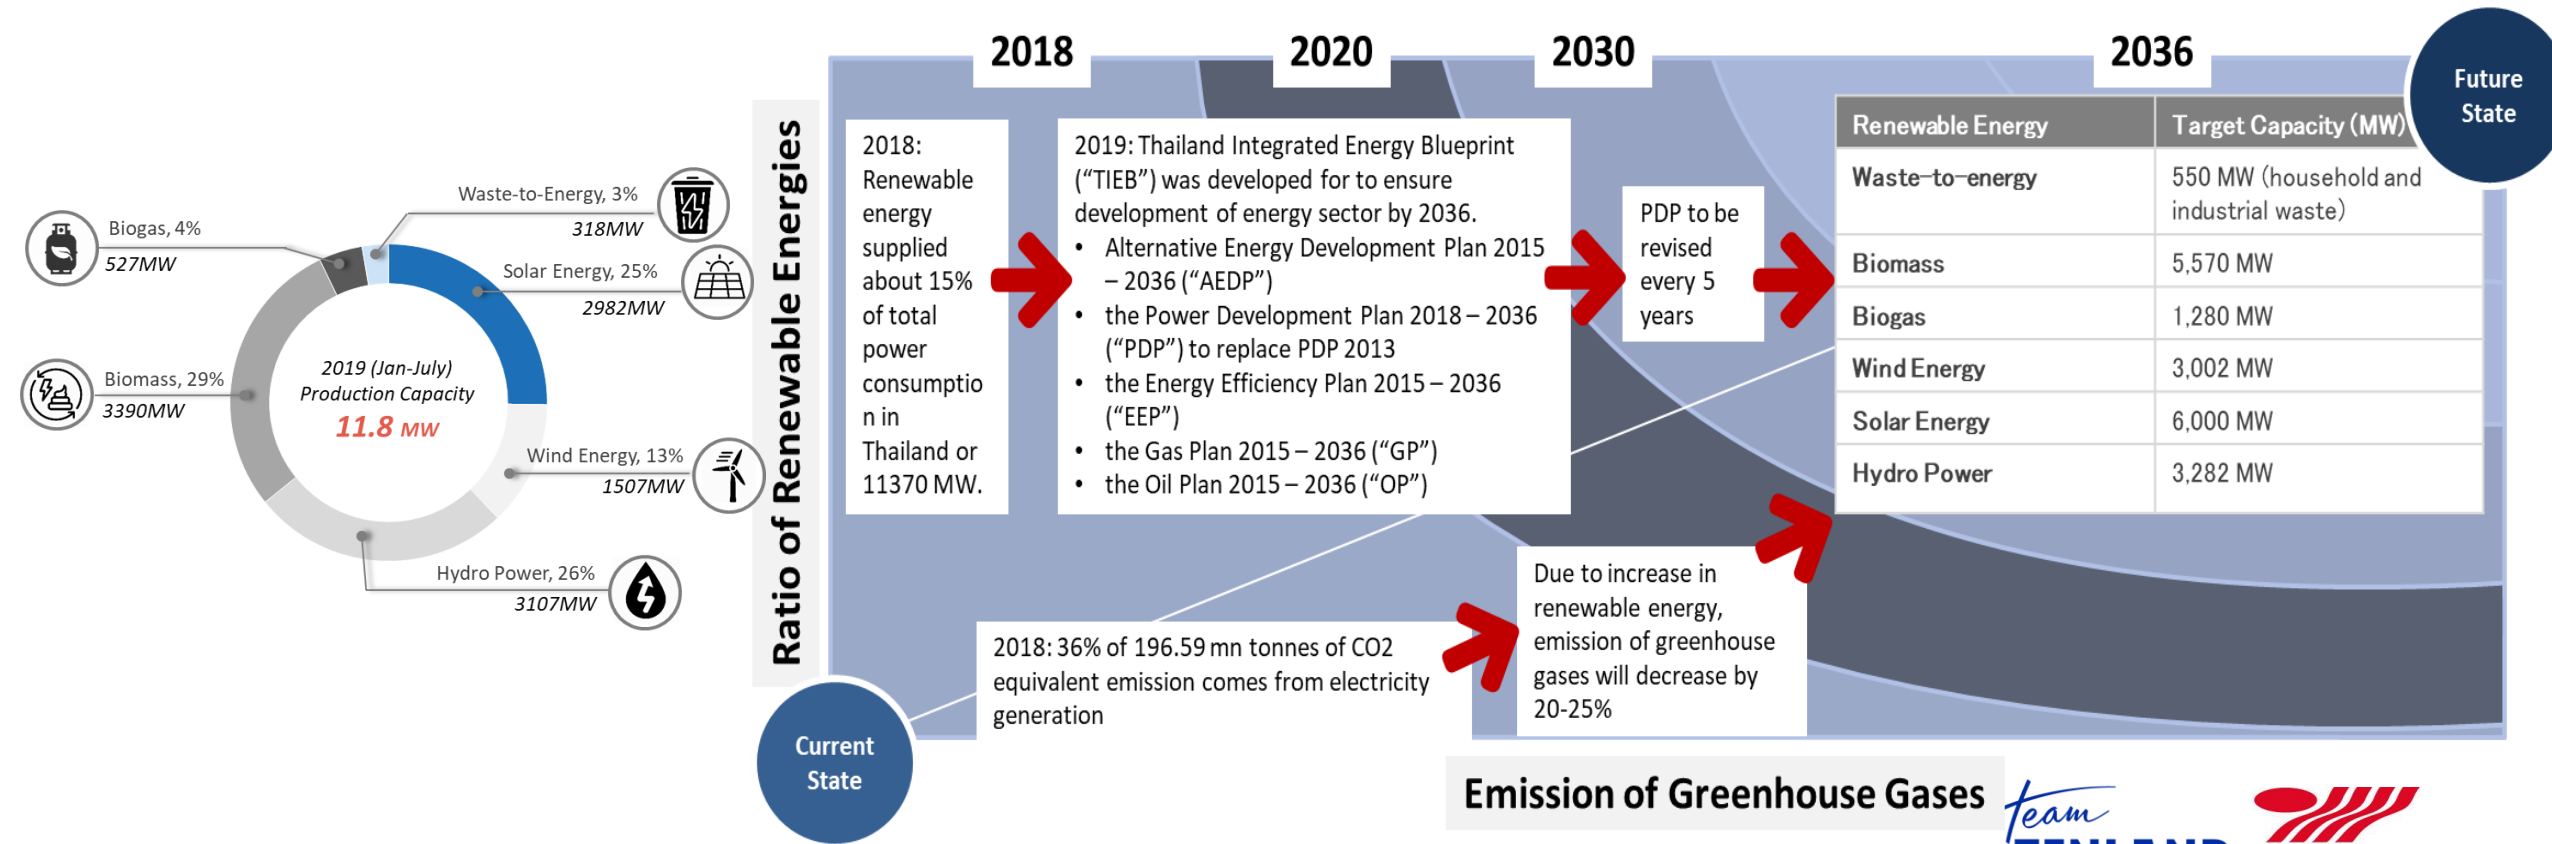 Waste-to-Energy, 3%
318MW
Biogas, 4%
527MW
Solar Energy, 25%
2982MW
2019 (Jan-July)
Production Capacity
11.8 MW
Biomass, 29%
3390MW
Wind Energy, 13%
1507MW
Hydro Power, 26%
3107MW
Ratio of Renewable Energies
2018
2020
2030
2036
Future
State
2018:
Renewable
energy
supplied
about 15%
of total
power
consumptio
n in
Thailand or
11370 MW.
2019: Thailand Integrated Energy Blueprint
(“TIEB”) was developed for to ensure
development of energy sector by 2036.
• Alternative Energy Development Plan 2015
– 2036 (“AEDP”)
• the Power Development Plan 2018 – 2036
(“PDP”) to replace PDP 2013
• the Energy Efficiency Plan 2015 – 2036
(“EEP”)
• the Gas Plan 2015 – 2036 (“GP”)
• the Oil Plan 2015 – 2036 (“OP”)
PDP to be
revised
every 5
years
Renewable Energy Target Capacity (MW)
Waste-to-energy 550 MW (household and
industrial waste)
Biomass 5,570 MW
Biogas 1,280 MW
Wind Energy 3,002 MW
Solar Energy 6,000 MW
Hydro Power 3,282 MW
2018: 36% of 196.59 mn tonnes of CO2
equivalent emission comes from electricity
generation
Due to increase in
renewable energy,
emission of greenhouse
gases will decrease by
20-25%
Current
State
Emission of Greenhouse Gases
team